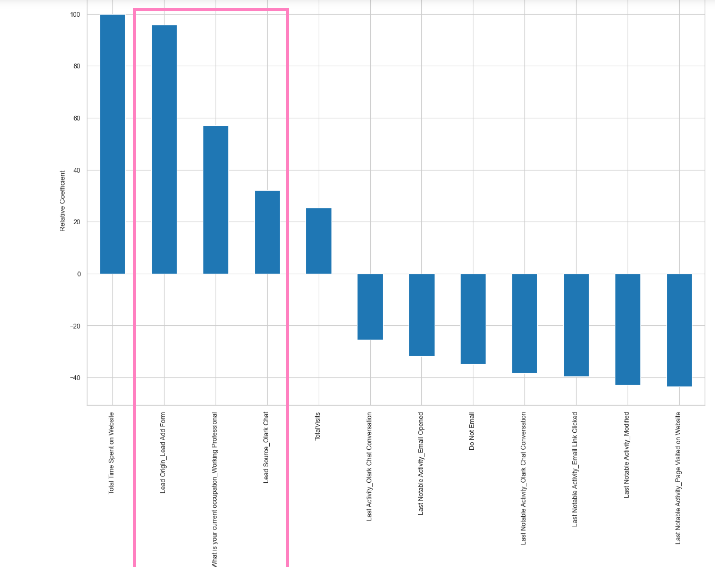 100
80
60
40
20
0
−20
−40
Relative Coefficient
Total Time Spent on Website
Lead Origin_Lead Add Form
What is your current occupation_Working Professional
Lead Source_Olark Chat
TotalVisits
Last Activity_Olark Chat Conversation
Last Notable Activity_Email Opened
Do Not Email
Last Notable Activity_Olark Chat Conversation
Last Notable Activity_Email Link Clicked
Last Notable Activity_Modified
Last Notable Activity_Page Visited on Website